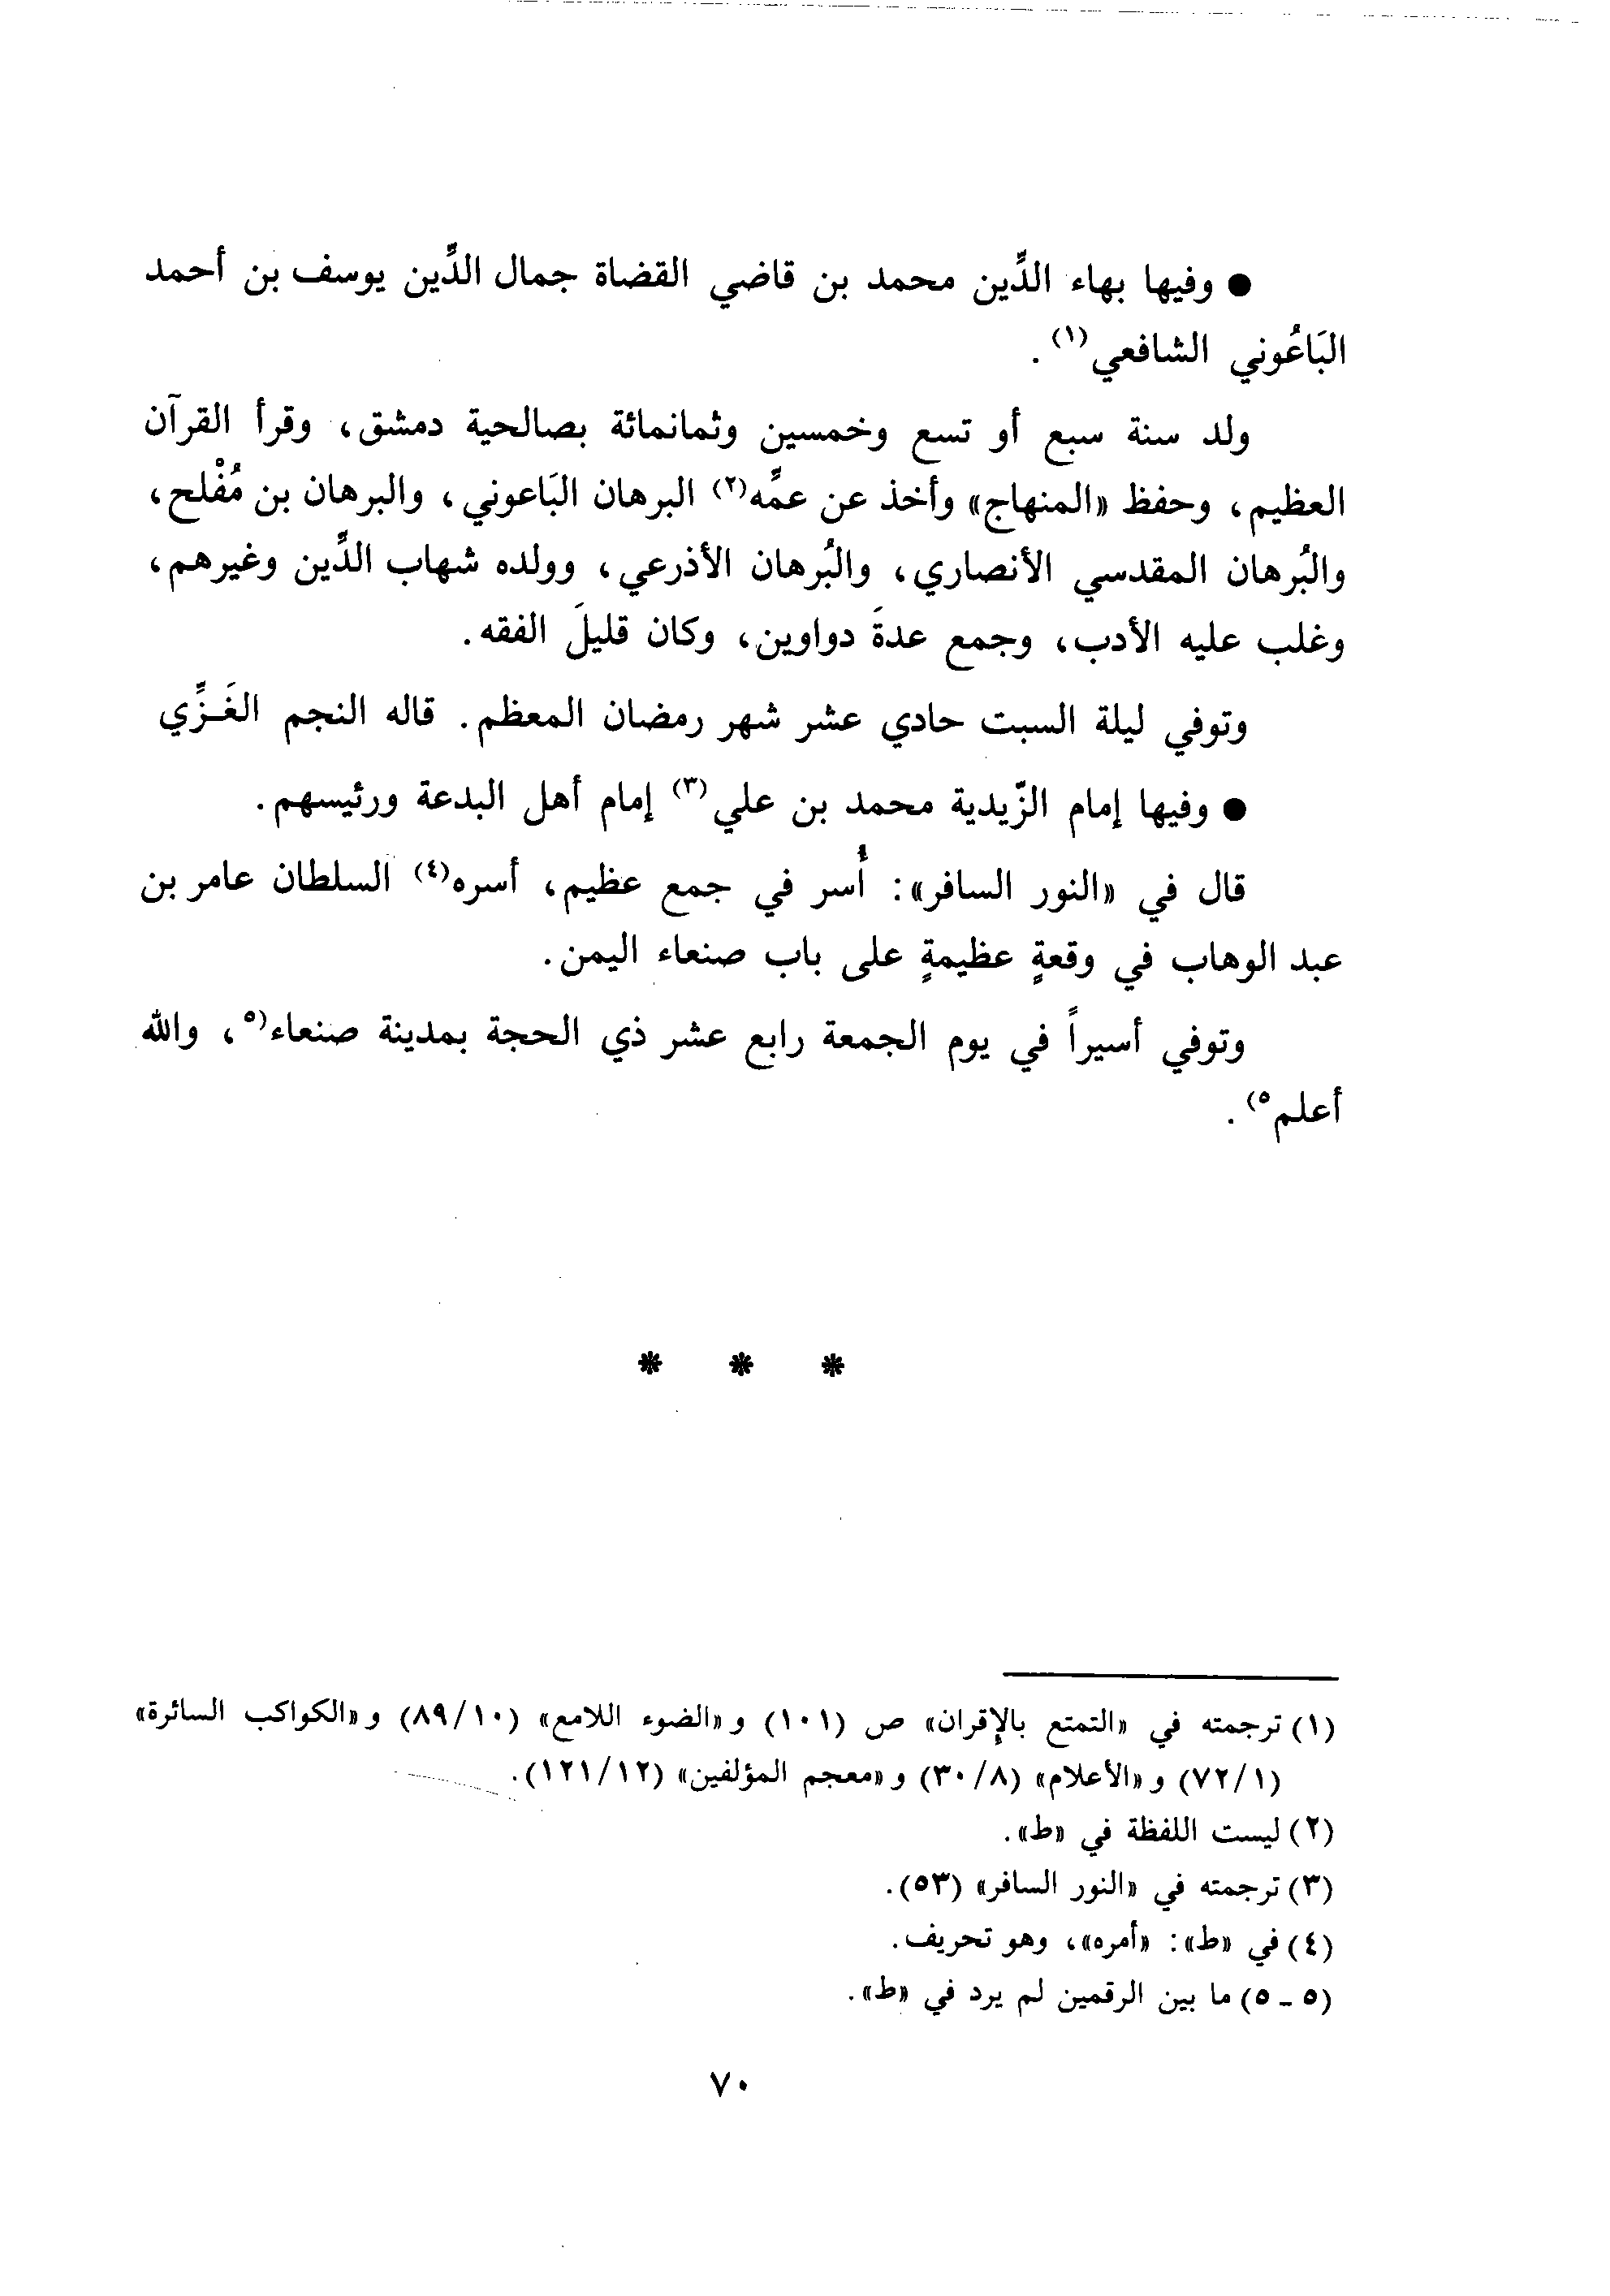 ● وفيها بهاء الدِّين محمد بن قاضي القضاة جمال الدِّين يوسف بن أحمد
البَاعُوني الشافعي(١).
ولد سنة سبع أو تسع وخمسين وثمانمائة بصالحية دمشق، وقرأ القرآن
العظيم، وحفظ «المنهاج» وأخذ عن عمِّه(٢) البرهان البَاعوني، والبرهان بن مُفْلح،
والبُرهان المقدسي الأنصاري، والبُرهان الأذرعي، وولده شهاب الدِّين وغيرهم،
وغلب عليه الأدب، وجمع عدةَ دواوين، وكان قليلَ الفقه.
وتوفي ليلة السبت حادي عشر شهر رمضان المعظم. قاله النجم الغَزِّي
● وفيها إمام الزّيدية محمد بن علي(٣) إمام أهل البدعة ورئيسهم.
قال في «النور السافر»: أُسر في جمع عظيم، أسره(٤) السلطان عامر بن
عبد الوهاب في وقعةٍ عظيمةٍ على باب صنعاء اليمن.
وتوفي أسيراً في يوم الجمعة رابع عشر ذي الحجة بمدينة صنعاء(٥، والله
أعلم٥).
* * *
(١) ترجمته في «التمتع بالإقران» ص (١٠١) و«الضوء اللامع» (٨٩/١٠) و«الكواكب السائرة»
(٧٢/١) و«الأعلام» (٣٠/٨) و«معجم المؤلفين» (١٢١/١٢).
(٢) ليست اللفظة في «ط».
(٣) ترجمته في «النور السافر» (٥٣).
(٤) في «ط»: «أمره»، وهو تحريف.
(٥ ـ ٥) ما بين الرقمين لم يرد في «ط».
٧٠